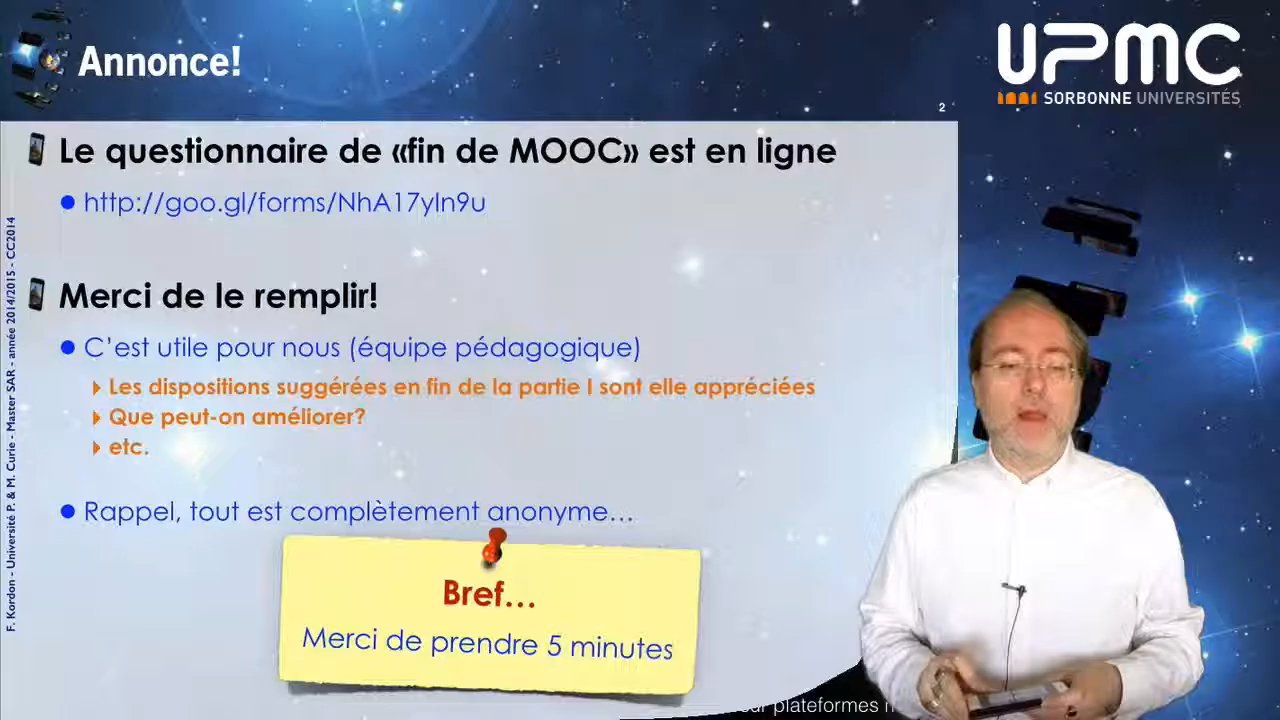 Annonce!
UPMC
SORBONNE UNIVERSITÉS
2
Le questionnaire de «fin de MOOC» est en ligne
http://goo.gl/forms/NhA17yln9u
Merci de le remplir!
C’est utile pour nous (équipe pédagogique)
Les dispositions suggérées en fin de la partie I sont elle appréciées
Que peut-on améliorer?
etc.
Rappel, tout est complètement anonyme…
Bref…
Merci de prendre 5 minutes
F. Kordon - Université P. & M. Curie - Master SAR - année 2014/2015 - CC2014
plateformes